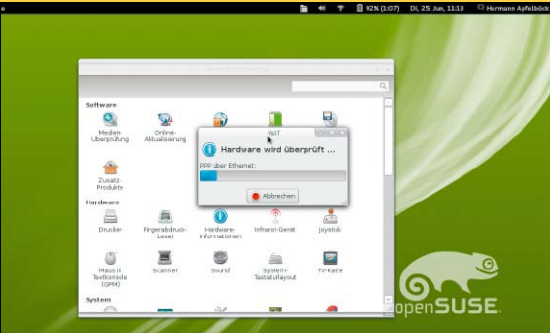 92% (1:07) Di, 25. Jun, 11:13 Hermann Apfelböck
Software
Medien-Überprüfung
Online-Aktualisierung
Zusatz-Produkte
YaST
Hardware wird überprüft ...
PPP über Ethernet:
Abbrechen
Hardware
Drucker
Fingerabdruck-Leser
Hardware-Informationen
Infrarot-Gerät
Joystick
Maus in Textkonsole (GPM)
Scanner
Sound
System-Tastaturlayout
TV-Karte
System
openSUSE